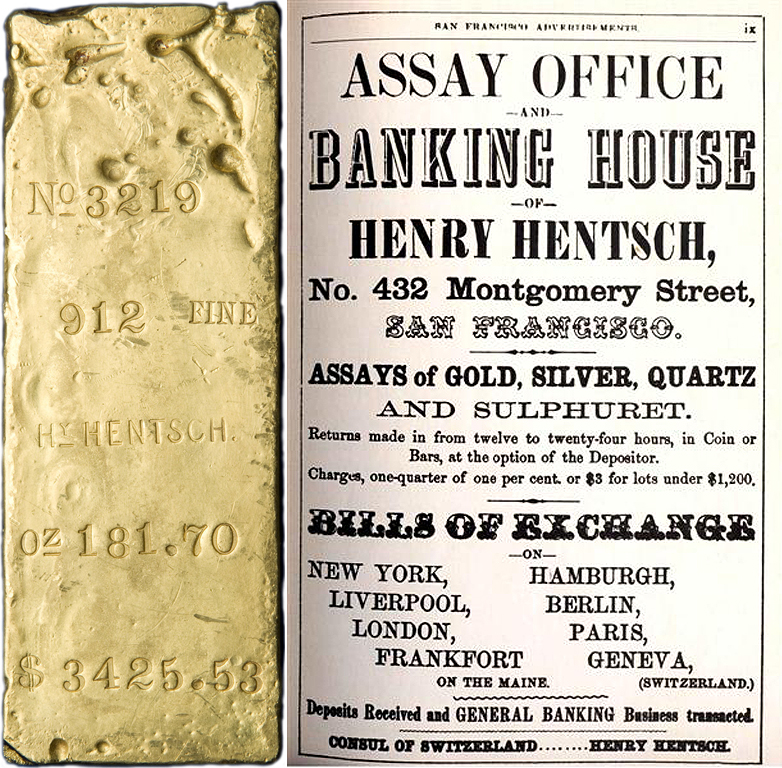 No 3219
912 FINE
HY HENTSCH.
OZ 181.70
$ 3425.53
SAN FRANCISCO ADVERTISEMENTS. ix
ASSAY OFFICE
—AND—
BANKING HOUSE
—OF—
HENRY HENTSCH,
No. 432 Montgomery Street,
SAN FRANCISCO.
ASSAYS of GOLD, SILVER, QUARTZ
AND SULPHURET.
Returns made in from twelve to twenty-four hours, in Coin or
Bars, at the option of the Depositor.
Charges, one-quarter of one per cent. or $3 for lots under $1,200.
BILLS OF EXCHANGE
—ON—
NEW YORK, HAMBURGH,
LIVERPOOL, BERLIN,
LONDON, PARIS,
FRANKFORT GENEVA,
ON THE MAINE. (SWITZERLAND.)
Deposits Received and GENERAL BANKING Business transacted.
CONSUL OF SWITZERLAND........HENRY HENTSCH.